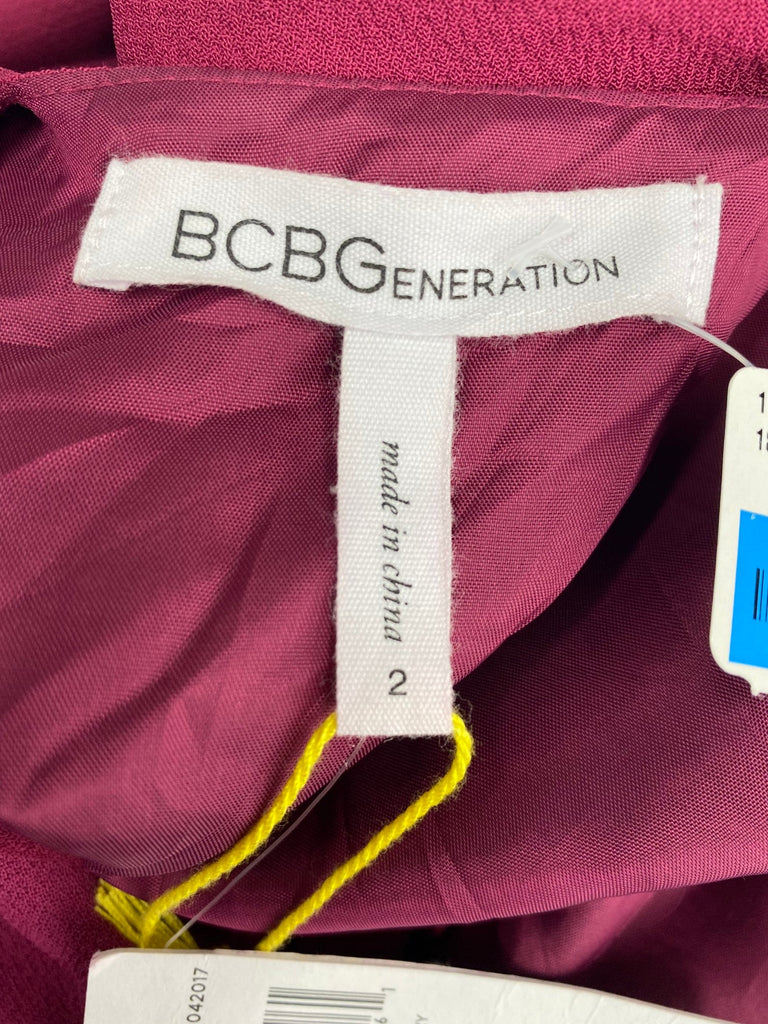 BCBGENERATION
made in china
2
042017